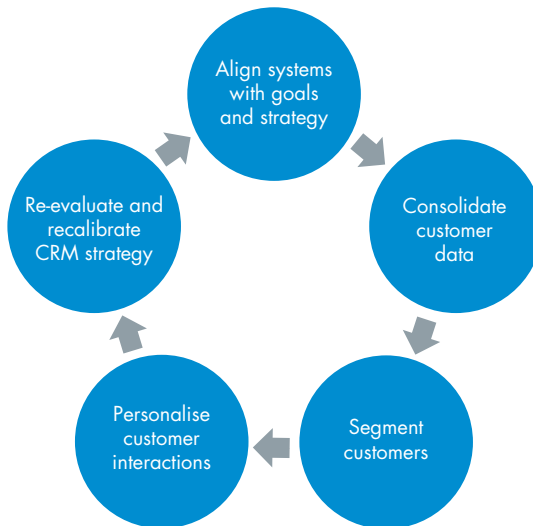 Align systems
with goals
and strategy
Consolidate
customer
data
Segment
customers
Personalise
customer
interactions
Re-evaluate and
recalibrate
CRM strategy